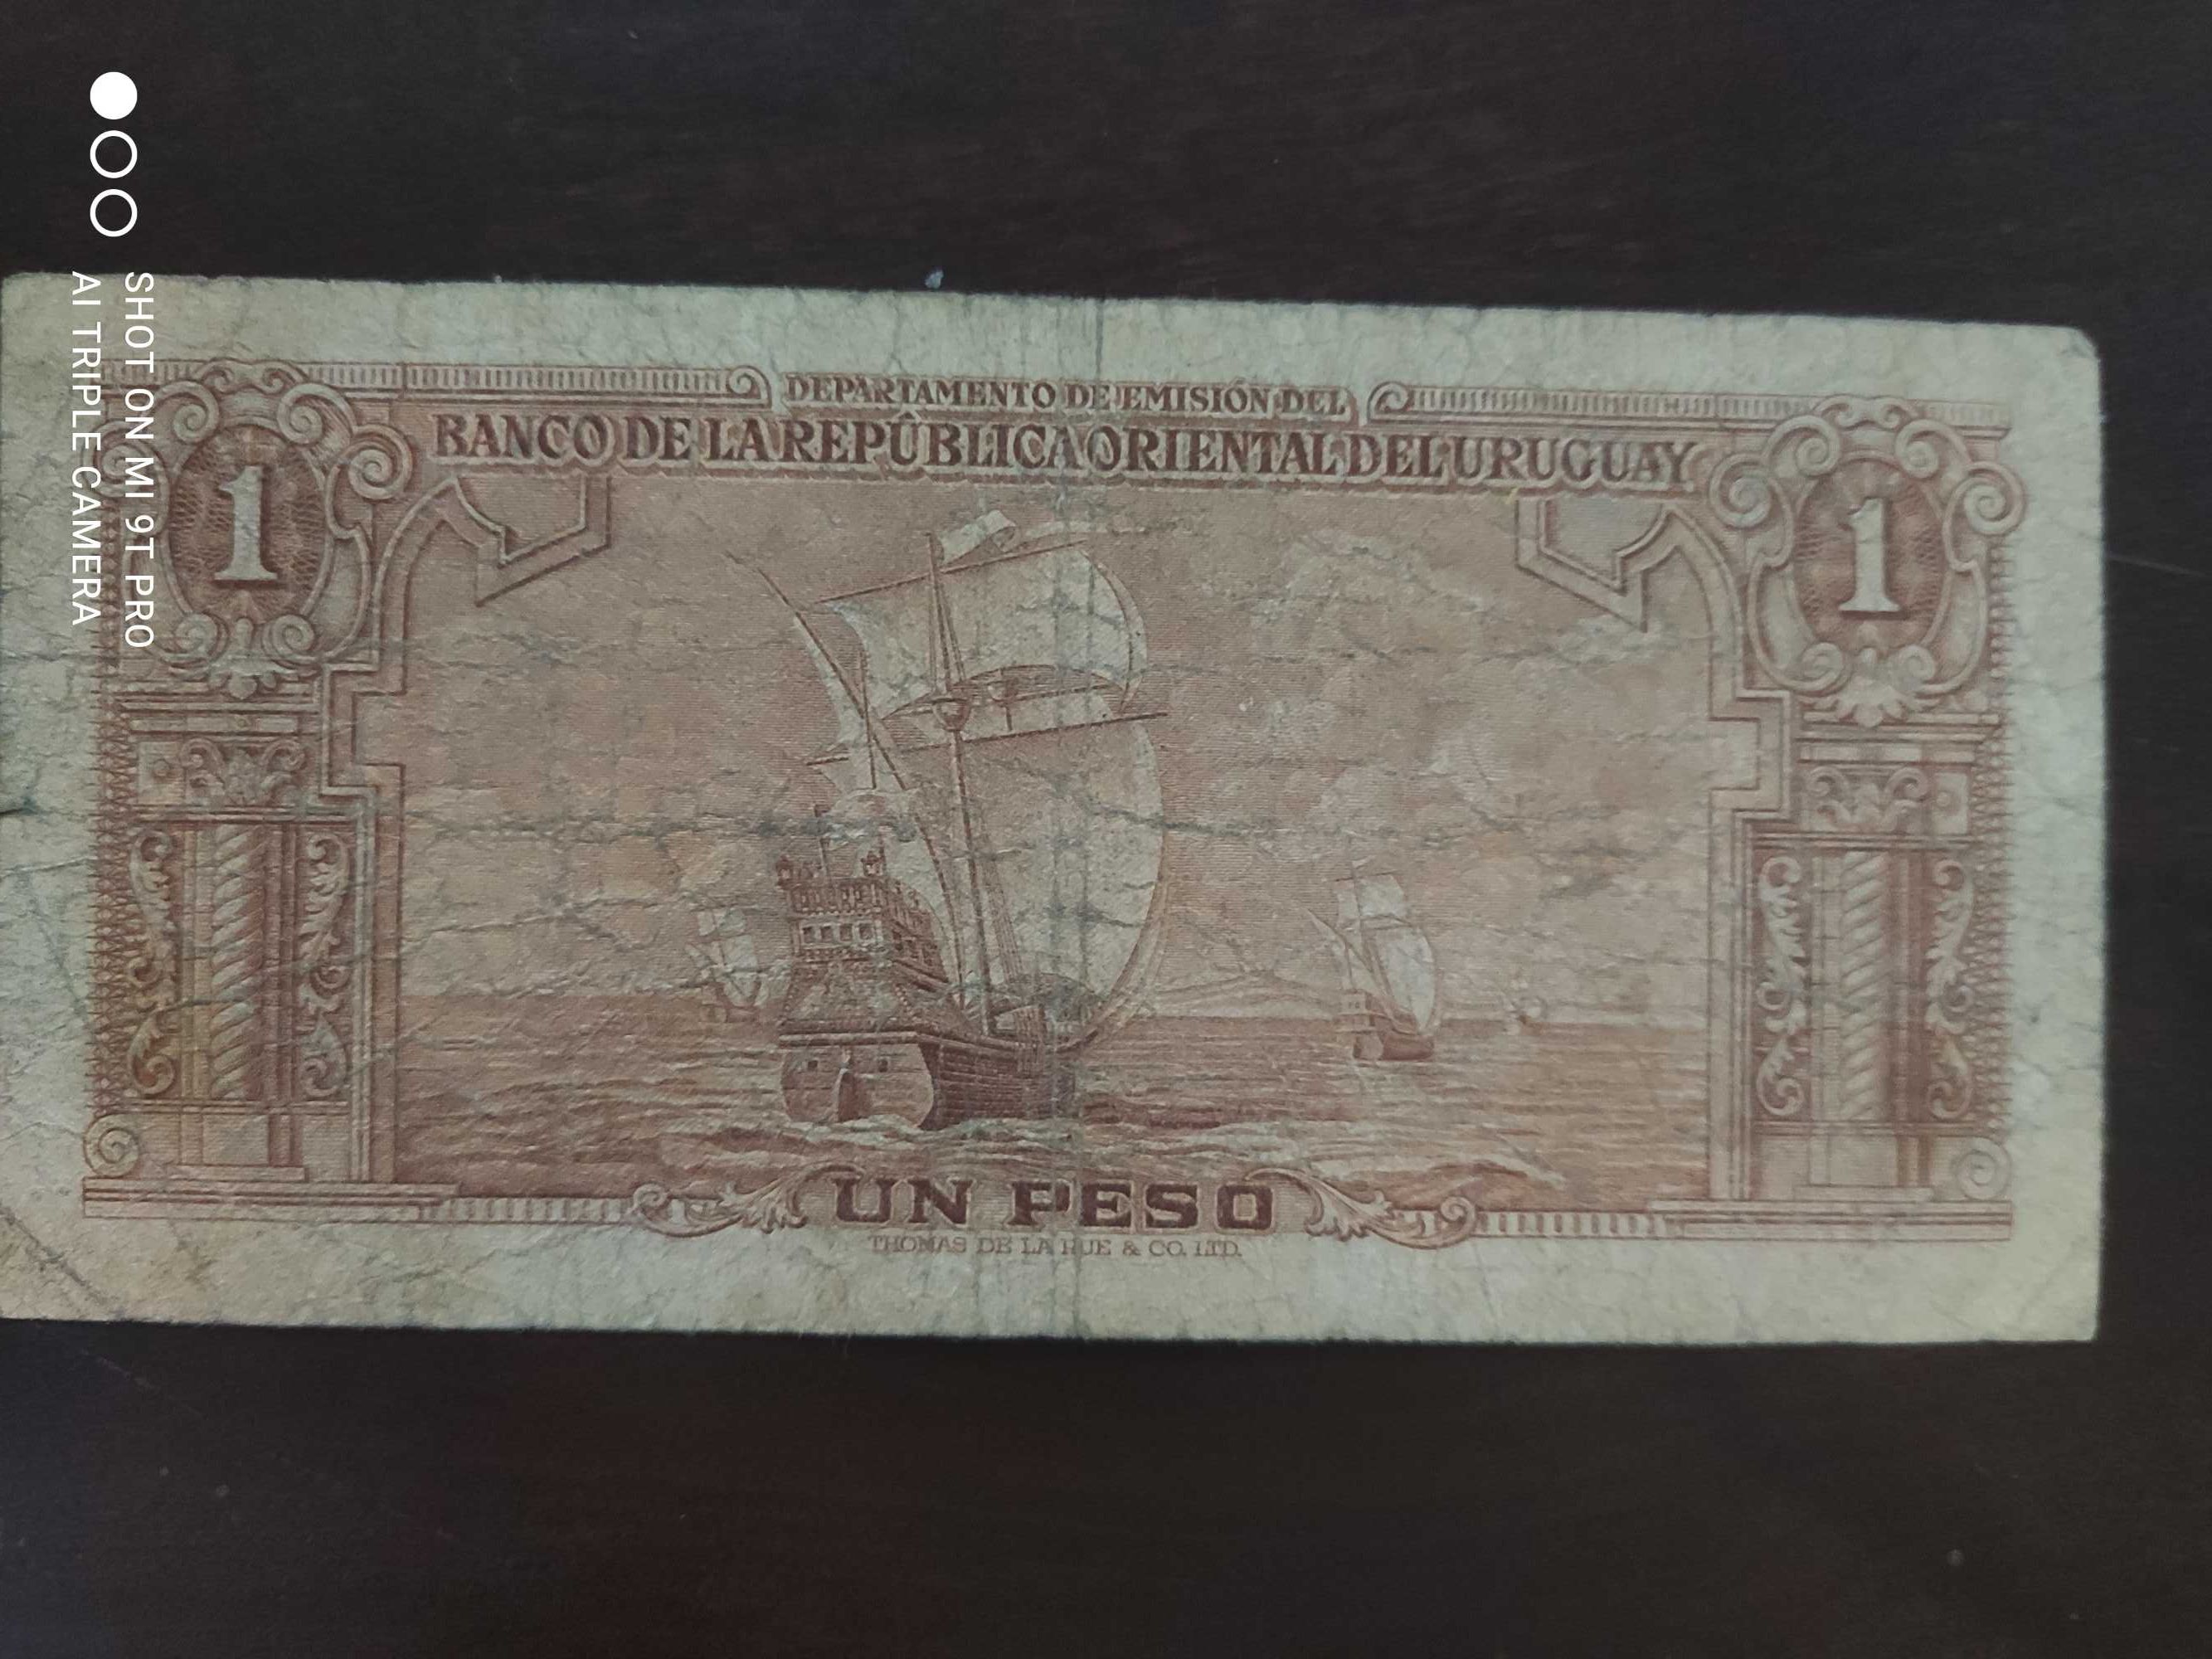 DEPARTAMENTO DE EMISIÓN DEL
BANCO DE LA REPÚBLICA ORIENTAL DEL URUGUAY
1
1
UN PESO
THOMAS DE LA RUE & CO. LTD.
SHOT ON MI 9T PRO
AI TRIPLE CAMERA